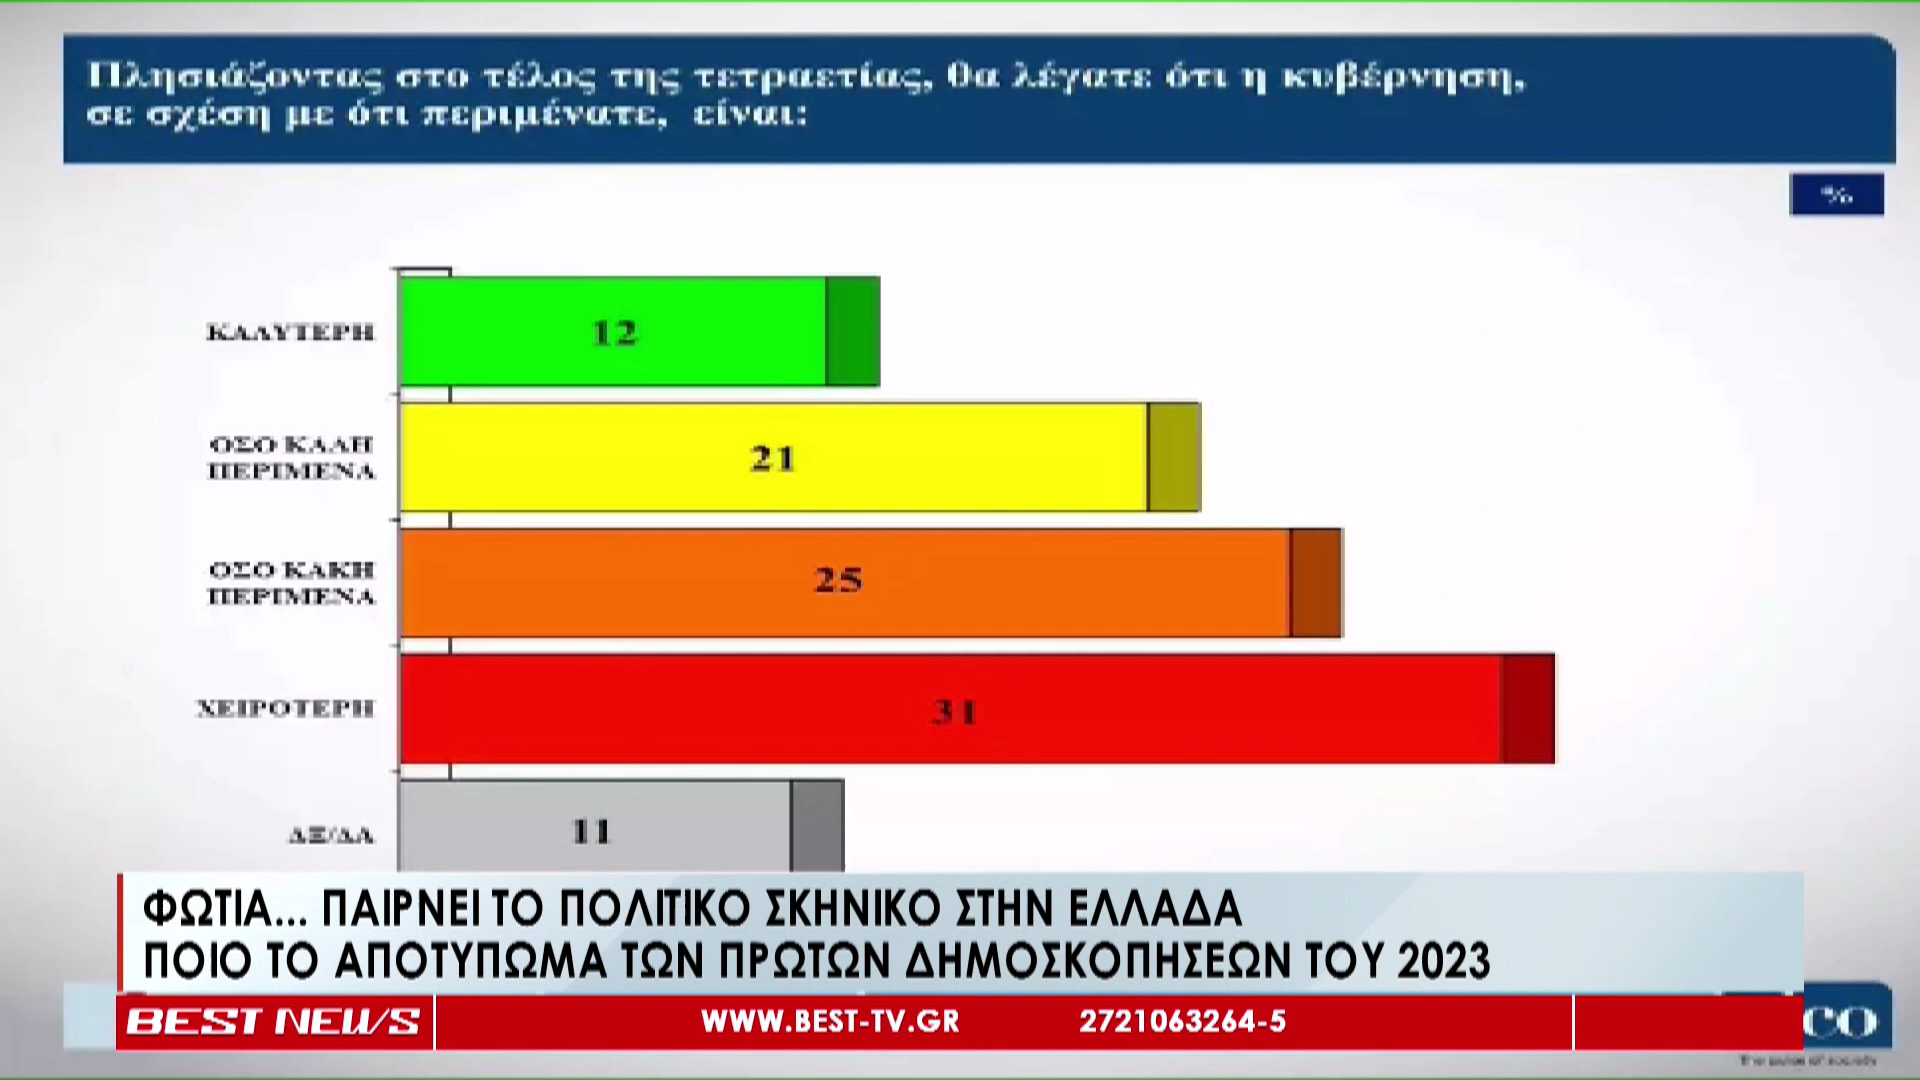 Πλησιάζοντας στο τέλος της τετραετίας, θα λέγατε ότι η κυβέρνηση,
σε σχέση με ότι περιμένατε, είναι:
%
ΚΑΛΥΤΕΡΗ
12
ΟΣΟ ΚΑΛΗ
ΠΕΡΙΜΕΝΑ
21
ΟΣΟ ΚΑΚΗ
ΠΕΡΙΜΕΝΑ
25
ΧΕΙΡΟΤΕΡΗ
31
ΔΞ/ΔΑ
11
ΦΩΤΙΑ... ΠΑΙΡΝΕΙ ΤΟ ΠΟΛΙΤΙΚΟ ΣΚΗΝΙΚΟ ΣΤΗΝ ΕΛΛΑΔΑ
ΠΟΙΟ ΤΟ ΑΠΟΤΥΠΩΜΑ ΤΩΝ ΠΡΩΤΩΝ ΔΗΜΟΣΚΟΠΗΣΕΩΝ ΤΟΥ 2023
BEST NEWS WWW.BEST-TV.GR 2721063264-5
CO